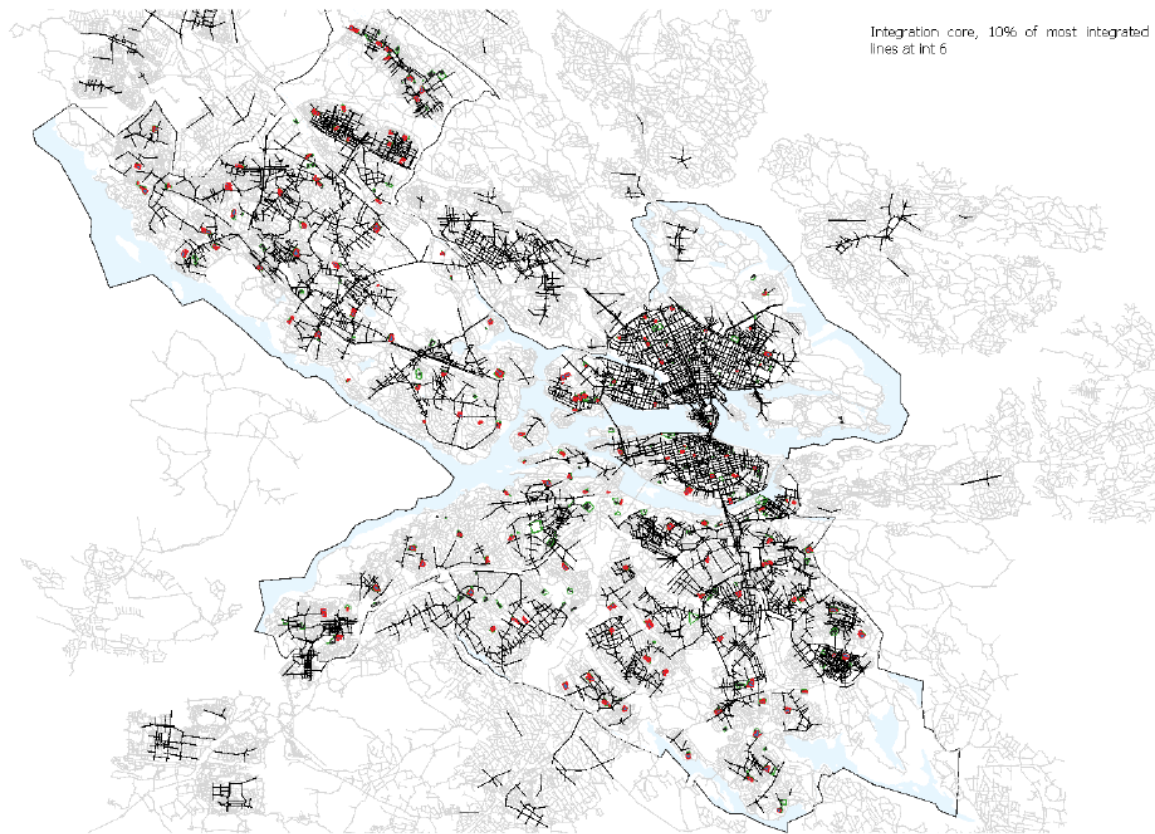 Integration core, 10% of most integrated
lines at int 6